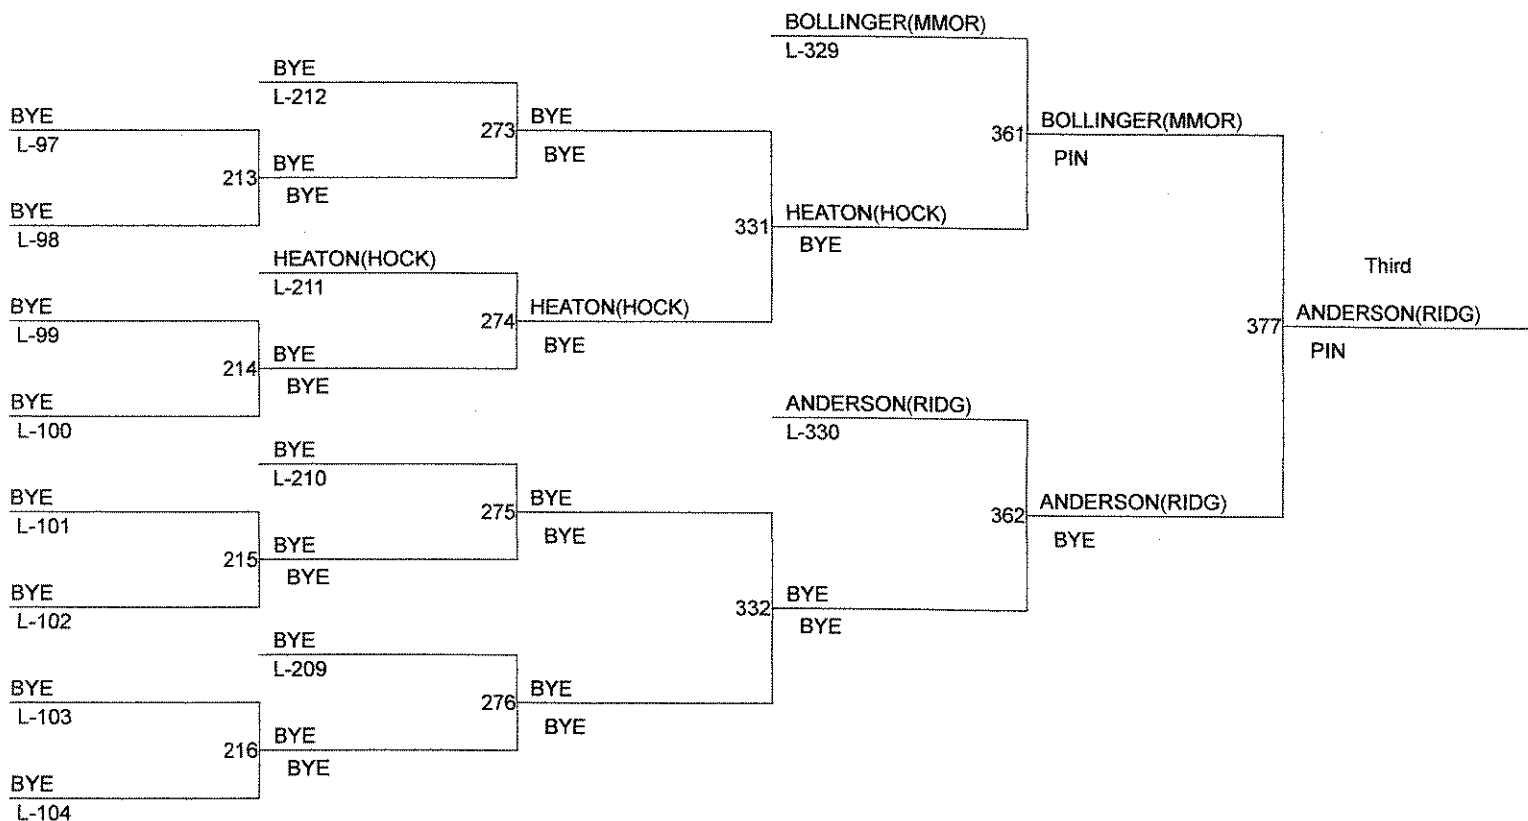 BOLLINGER(MMOR)
L-329
BYE
L-212
BYE
L-97
273
BYE
BYE
361
BOLLINGER(MMOR)
PIN
213
BYE
BYE
BYE
L-98
331
HEATON(HOCK)
BYE
HEATON(HOCK)
L-211
Third
BYE
L-99
274
HEATON(HOCK)
BYE
377
ANDERSON(RIDG)
PIN
214
BYE
BYE
BYE
L-100
ANDERSON(RIDG)
L-330
BYE
L-210
BYE
L-101
275
BYE
BYE
362
ANDERSON(RIDG)
BYE
215
BYE
BYE
BYE
L-102
332
BYE
BYE
BYE
L-209
BYE
L-103
276
BYE
BYE
216
BYE
BYE
BYE
L-104